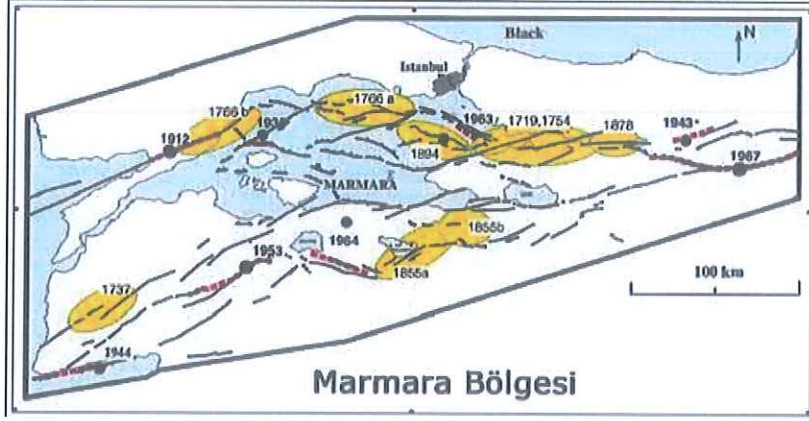 Black
N
Istanbul
1766 a
1766 b
1963
1719,1754
1878
1943*
1912
1894
1967
MARMARA
1964
1855b
1953
1855a
1737
100 km
1944
Marmara Bölgesi